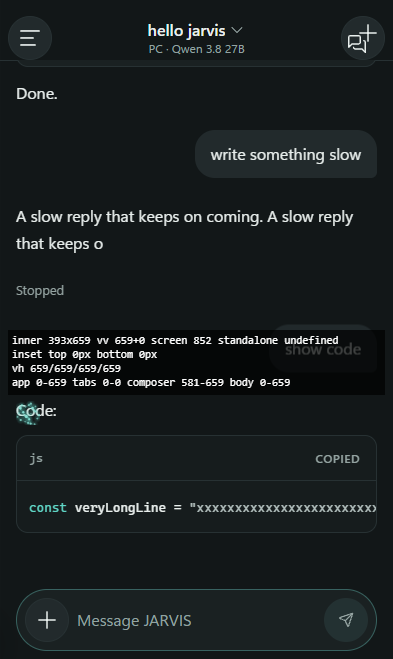 hello jarvis
PC · Qwen 3.8 27B
Done.
write something slow
A slow reply that keeps on coming. A slow reply
that keeps o
Stopped
inner 393x659 vv 659+0 screen 852 standalone undefined
inset top 0px bottom 0px
show code
vh 659/659/659/659
app 0-659 tabs 0-0 composer 581-659 body 0-659
Code:
js
COPIED
const veryLongLine = "xxxxxxxxxxxxxxxxxxxxxxxxx
Message JARVIS